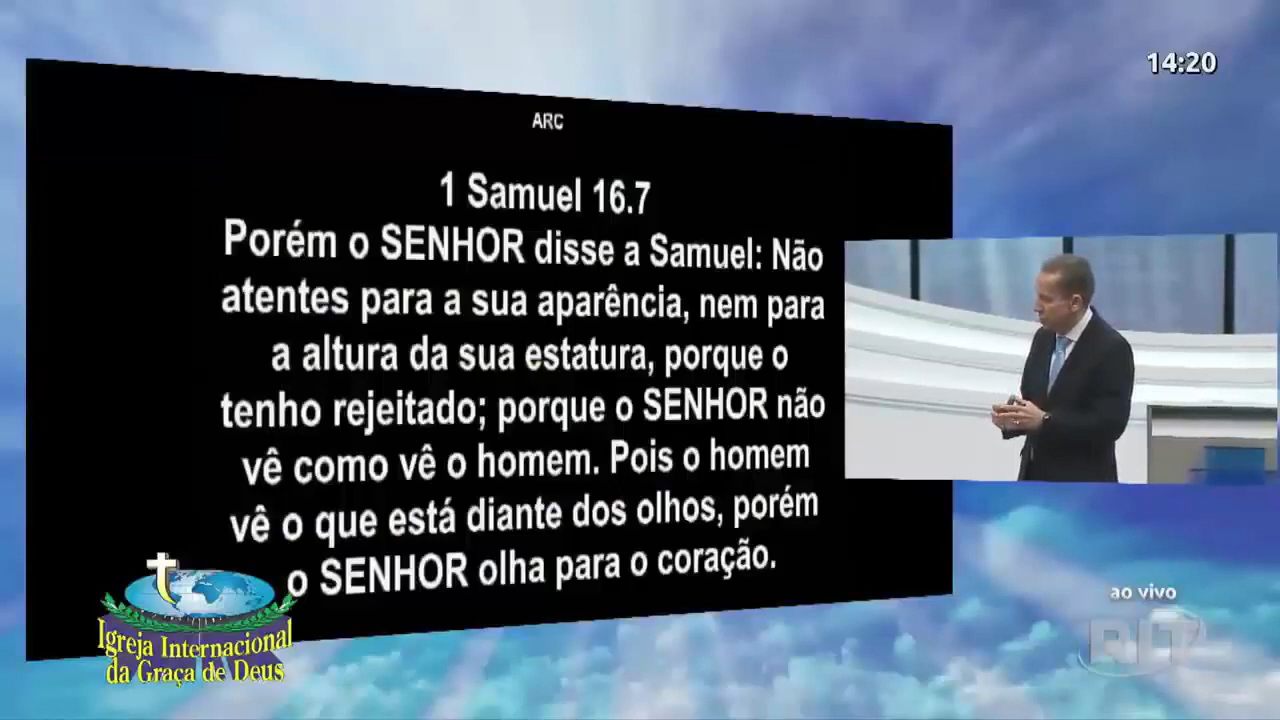 14:20
ARC
1 Samuel 16.7
Porém o SENHOR disse a Samuel: Não
atentes para a sua aparência, nem para
a altura da sua estatura, porque o
tenho rejeitado; porque o SENHOR não
vê como vê o homem. Pois o homem
vê o que está diante dos olhos, porém
o SENHOR olha para o coração.
Igreja Internacional
da Graça de Deus
ao vivo
RIT